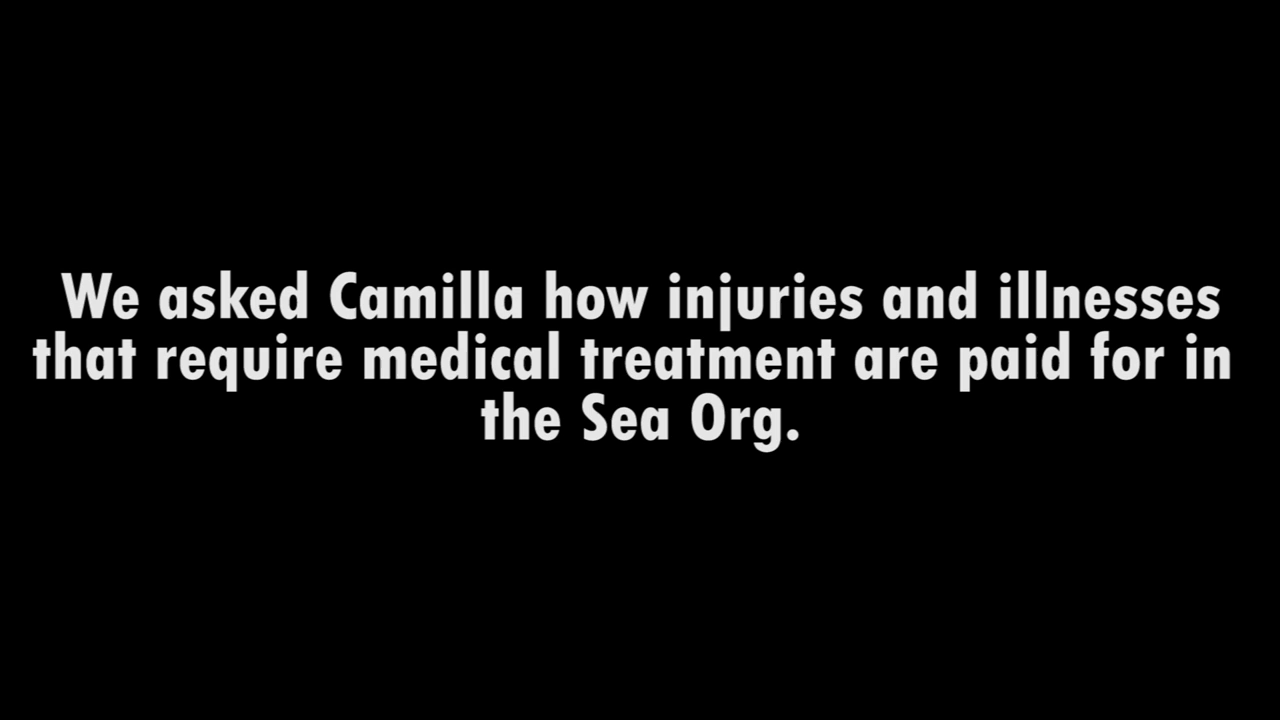 We asked Camilla how injuries and illnesses
that require medical treatment are paid for in
the Sea Org.